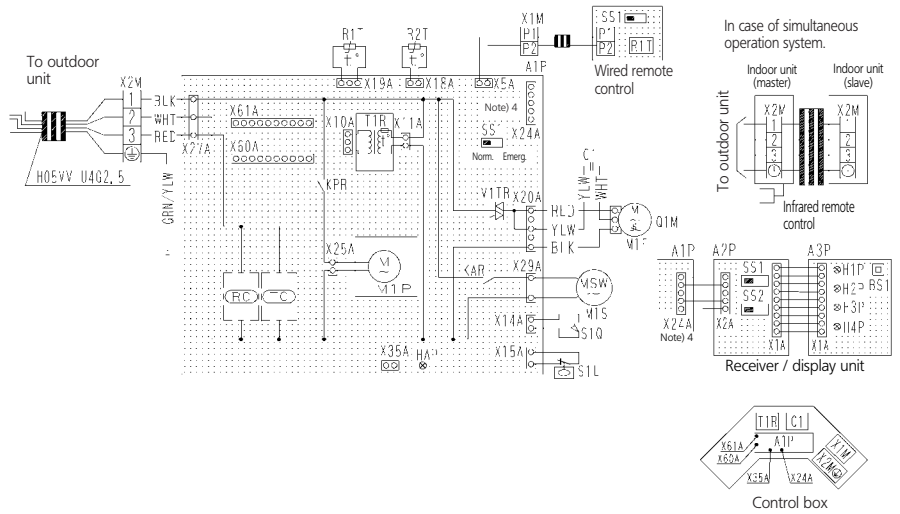 To outdoor
unit
X2M
1
2
3
BLK
WHT
RED
X27A
H05VV U4G2,5
GRN/YLW
X61A
X60A
R1T
R2T
t°
t°
X19A
X18A
X5A
X10A
T1R
X11A
KPR
X25A
M
M1P
RC
TC
X35A
HAP
A1P
Note) 4
X24A
Norm.
Emerg.
V1TR
X20A
RED
YLW
BLK
YLW
WHT
C1
M
Q1M
M1F
KAR
X29A
MSW
M1S
X14A
S1Q
X15A
S1L
X1M
P1
P2
SS1
P1
P2
R1T
Wired remote
control
In case of simultaneous
operation system.
Indoor unit
(master)
Indoor unit
(slave)
To outdoor unit
X2M
1
2
3
X2M
2
3
Infrared remote
control
A1P
A2P
A3P
SS1
SS2
X24A
Note) 4
X2A
X1A
X1A
H1P
H2P
H3P
H4P
BS1
Receiver / display unit
T1R
C1
A1P
X61A
X60A
X35A
X24A
X1M
X2M
Control box